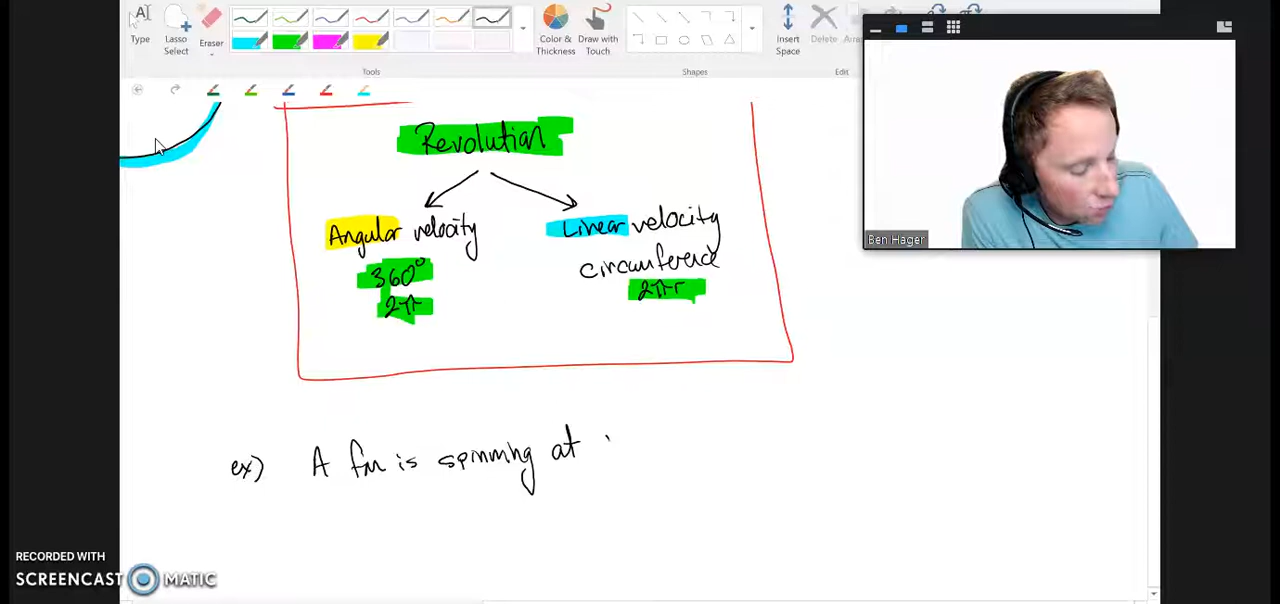 Type
Lasso Select
Eraser
Color & Thickness
Draw with Touch
Insert Space
Delete
Tools
Shapes
Edit
Ben Hager
Revolution
Angular velocity
Linear velocity
360°
circumference
2π
2πr
ex) A fan is spinning at
RECORDED WITH
SCREENCAST MATIC